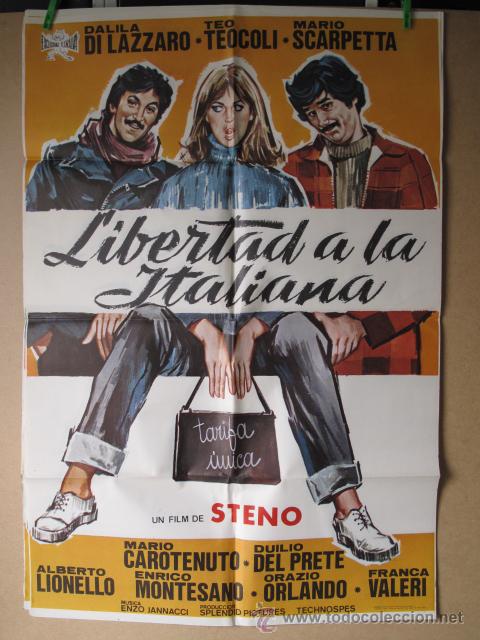 DALILA DI LAZZARO · TEO TEOCOLI · MARIO SCARPETTA
Libertad a la
Italiana
tarifa
única
UN FILM DE STENO
ALBERTO LIONELLO · MARIO CAROTENUTO · DUILIO DEL PRETE
ENRICO MONTESANO · ORAZIO ORLANDO · FRANCA VALERI
MUSICA ENZO JANNACCI PRODUCCION SPLENDID PICTURES TECHNOSPES
www.todocoleccion.net